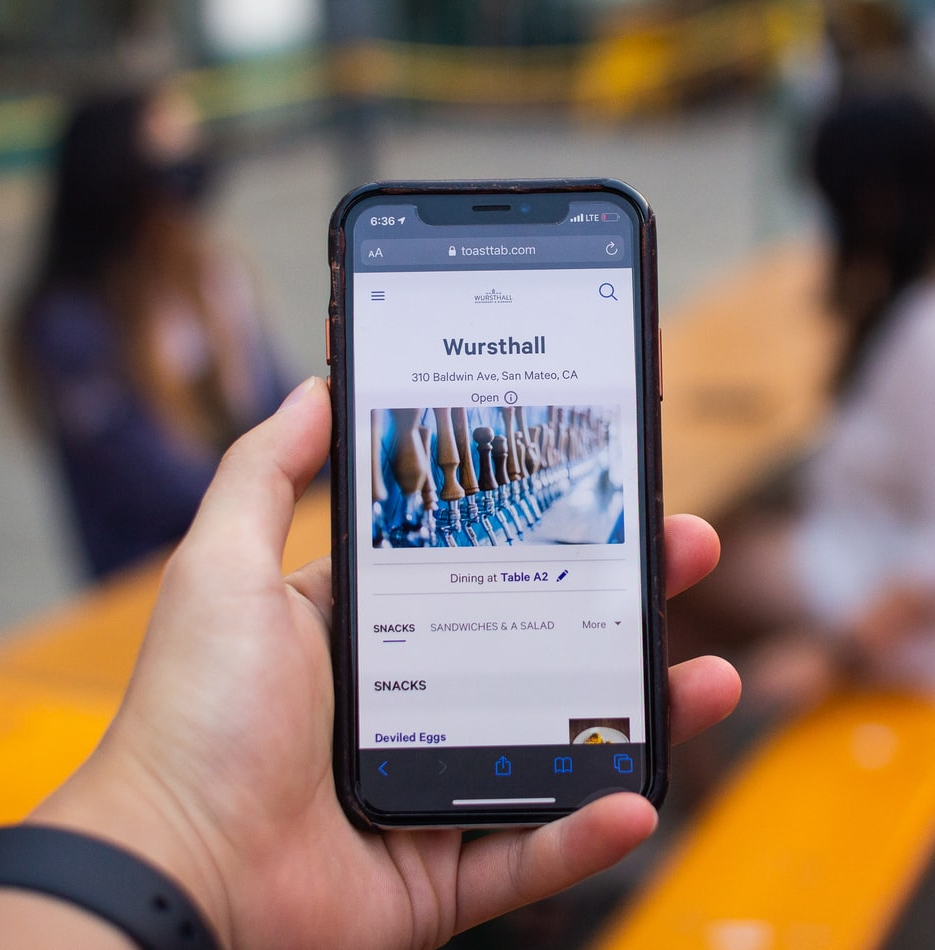 6:36 LTE
AA toasttab.com
WURSTHALL
Wursthall
310 Baldwin Ave, San Mateo, CA
Open
Dining at Table A2
SNACKS SANDWICHES & A SALAD More
SNACKS
Deviled Eggs